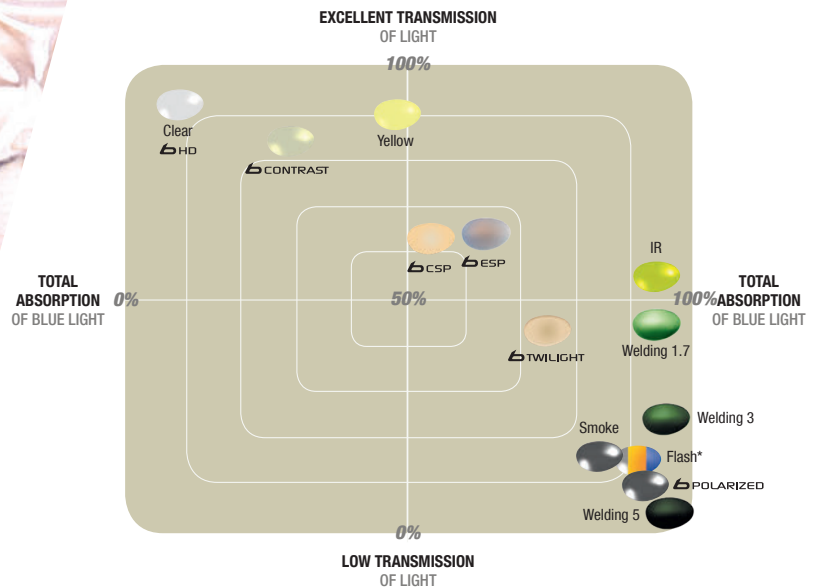 EXCELLENT TRANSMISSION
OF LIGHT
100%
Clear
b HD
b CONTRAST
Yellow
b CSP
b ESP
IR
TOTAL
ABSORPTION
OF BLUE LIGHT
0%
50%
100%
TOTAL
ABSORPTION
OF BLUE LIGHT
b TWILIGHT
Welding 1.7
Welding 3
Smoke
Flash*
b POLARIZED
Welding 5
0%
LOW TRANSMISSION
OF LIGHT